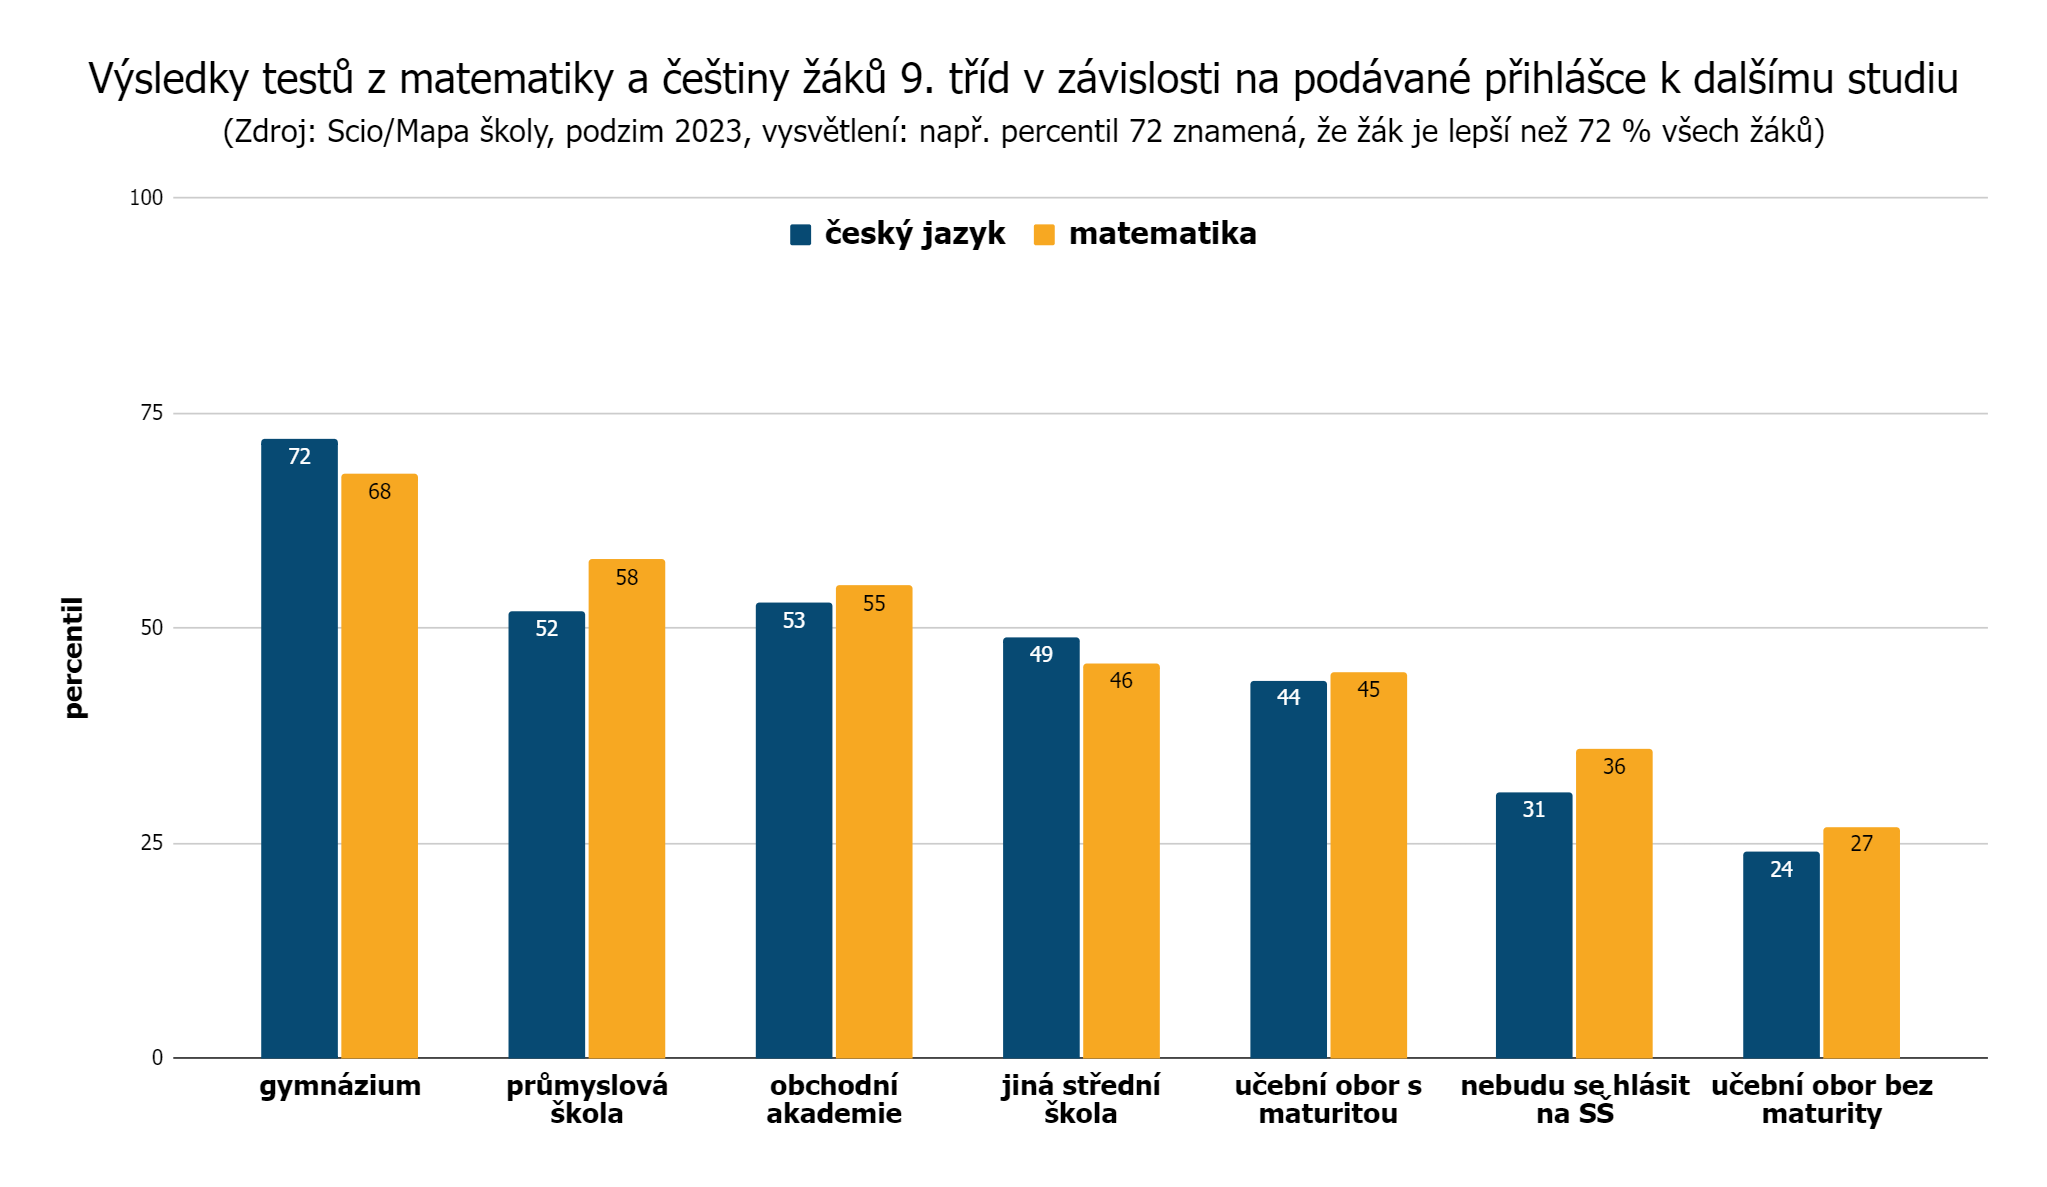 Výsledky testů z matematiky a češtiny žáků 9. tříd v závislosti na podávané přihlášce k dalšímu studiu
(Zdroj: Scio/Mapa školy, podzim 2023, vysvětlení: např. percentil 72 znamená, že žák je lepší než 72 % všech žáků)
český jazyk matematika
percentil
100
75
50
25
0
72 68
52 58
53 55
49 46
44 45
31 36
24 27
gymnázium
průmyslová
škola
obchodní
akademie
jiná střední
škola
učební obor s
maturitou
nebudu se hlásit
na SŠ
učební obor bez
maturity